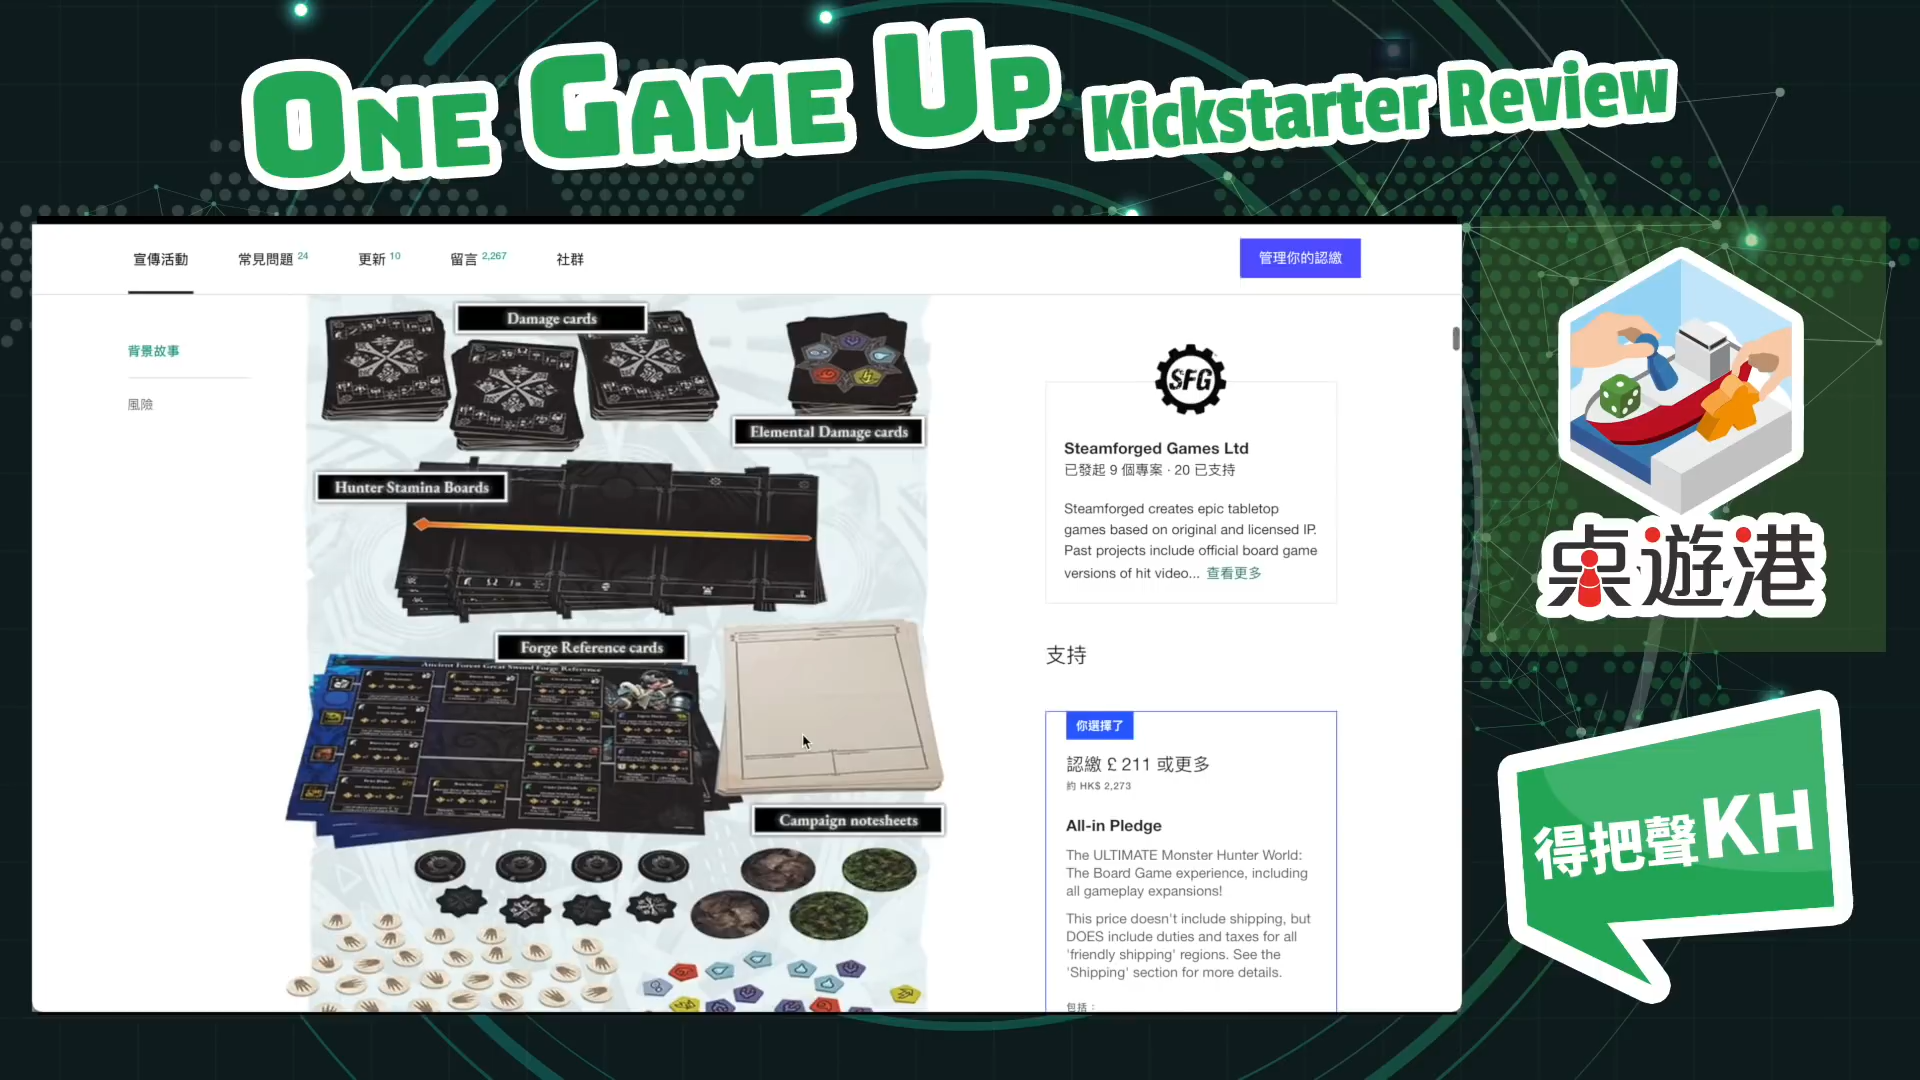 One Game Up Kickstarter Review
宣傳活動
常見問題 24
更新 10
留言 2,267
社群
管理你的認繳
背景故事
風險
Damage cards
Elemental Damage cards
Hunter Stamina Boards
Forge Reference cards
Ancient Forest Great Sword Forge Reference
Campaign notesheets
SFG
Steamforged Games Ltd
已發起 9 個專案 · 20 已支持
Steamforged creates epic tabletop
games based on original and licensed IP.
Past projects include official board game
versions of hit video... 查看更多
支持
你選擇了
認繳 £ 211 或更多
約 HK$ 2,273
All-in Pledge
The ULTIMATE Monster Hunter World:
The Board Game experience, including
all gameplay expansions!
This price doesn't include shipping, but
DOES include duties and taxes for all
'friendly shipping' regions. See the
'Shipping' section for more details.
包括：
桌遊港
得把聲KH